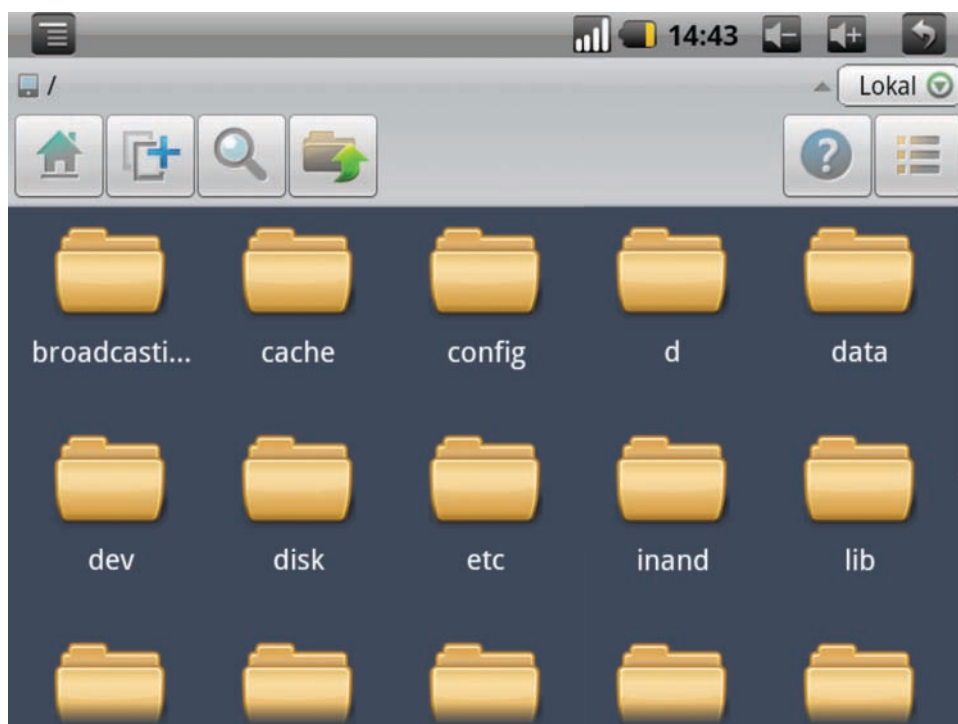 14:43
/ Lokal
broadcasti... cache config d data
dev disk etc inand lib